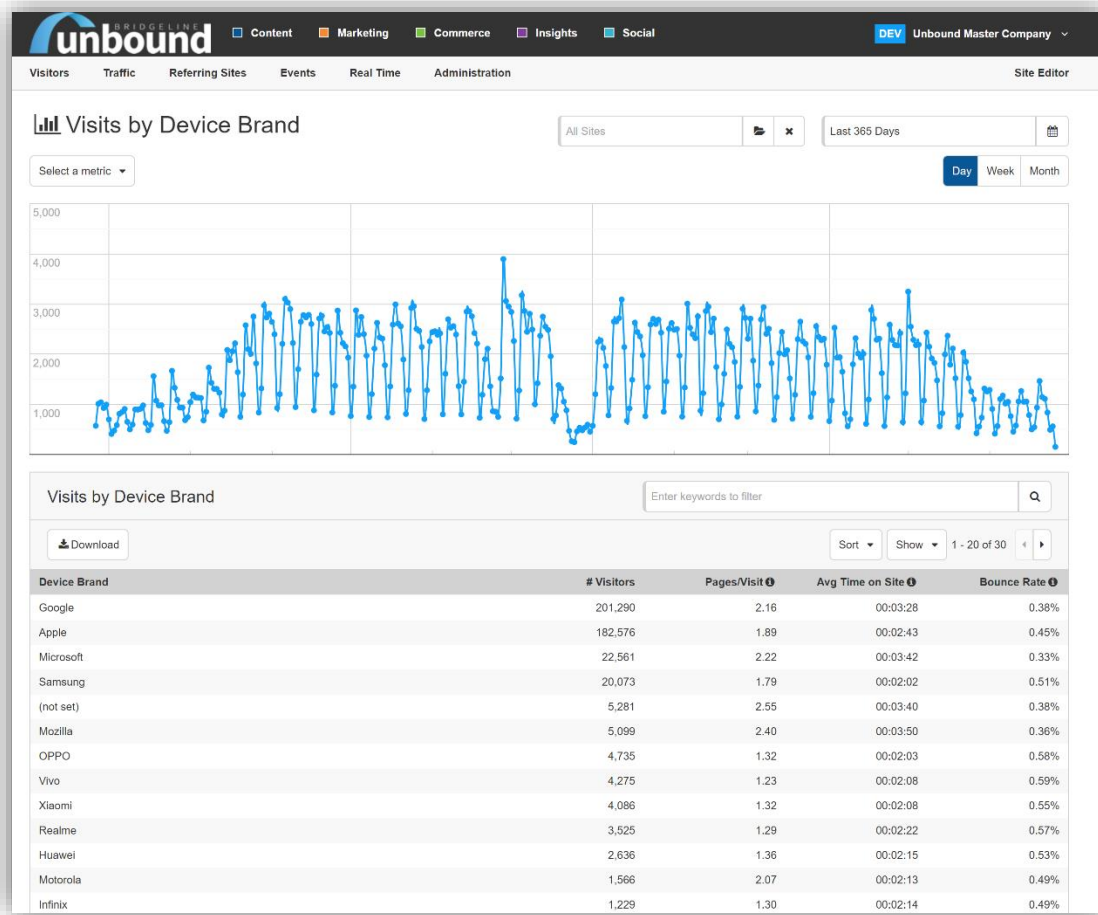 BRIDGELINE
unbound
Content Marketing Commerce Insights Social DEV Unbound Master Company
Visitors Traffic Referring Sites Events Real Time Administration Site Editor
Visits by Device Brand All Sites Last 365 Days
Select a metric Day Week Month
5,000
4,000
3,000
2,000
1,000
Visits by Device Brand Enter keywords to filter
Download Sort Show 1 - 20 of 30
Device Brand # Visitors Pages/Visit Avg Time on Site Bounce Rate
Google 201,290 2.16 00:03:28 0.38%
Apple 182,576 1.89 00:02:43 0.45%
Microsoft 22,561 2.22 00:03:42 0.33%
Samsung 20,073 1.79 00:02:02 0.51%
(not set) 5,281 2.55 00:03:40 0.38%
Mozilla 5,099 2.40 00:03:50 0.36%
OPPO 4,735 1.32 00:02:03 0.58%
Vivo 4,275 1.23 00:02:08 0.59%
Xiaomi 4,086 1.32 00:02:08 0.55%
Realme 3,525 1.29 00:02:22 0.57%
Huawei 2,636 1.36 00:02:15 0.53%
Motorola 1,566 2.07 00:02:13 0.49%
Infinix 1,229 1.30 00:02:14 0.49%